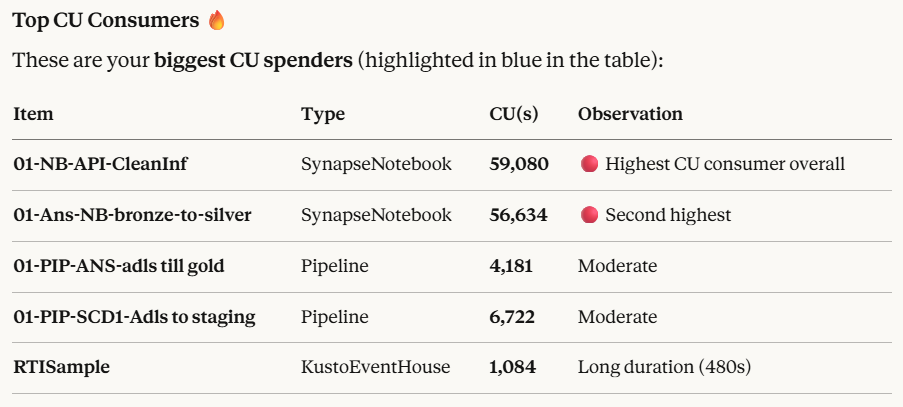 Top CU Consumers 🔥
These are your biggest CU spenders (highlighted in blue in the table):
Item Type CU(s) Observation
01-NB-API-CleanInf SynapseNotebook 59,080 🔴 Highest CU consumer overall
01-Ans-NB-bronze-to-silver SynapseNotebook 56,634 🔴 Second highest
01-PIP-ANS-adls till gold Pipeline 4,181 Moderate
01-PIP-SCD1-Adls to staging Pipeline 6,722 Moderate
RTISample KustoEventHouse 1,084 Long duration (480s)